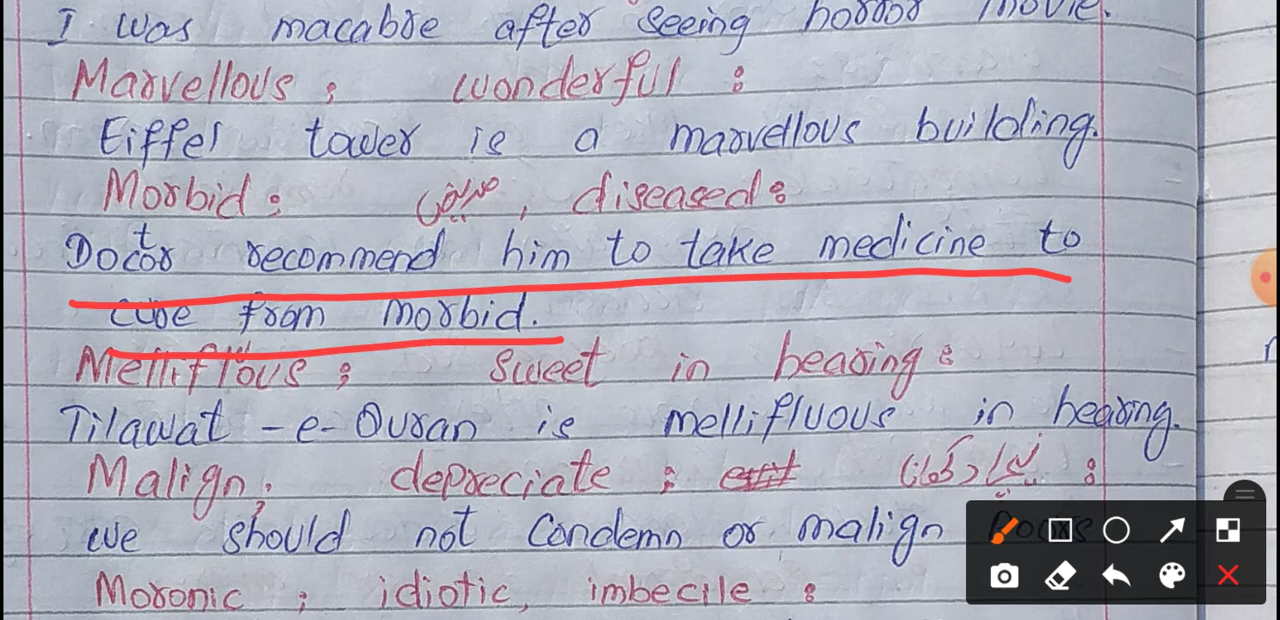 I was macabre after seeing horror movie.
Marvellous ; wonderful :
Eiffel tower is a marvellous building.
Morbid : مریض , diseased :
Doctor recommend him to take medicine to
cure from morbid.
Mellifluous ; sweet in hearing :
Tilawat-e-Quran is mellifluous in hearing.
Malign ; depreciate ; :
we should not condemn or malign
Moronic ; idiotic, imbecile :